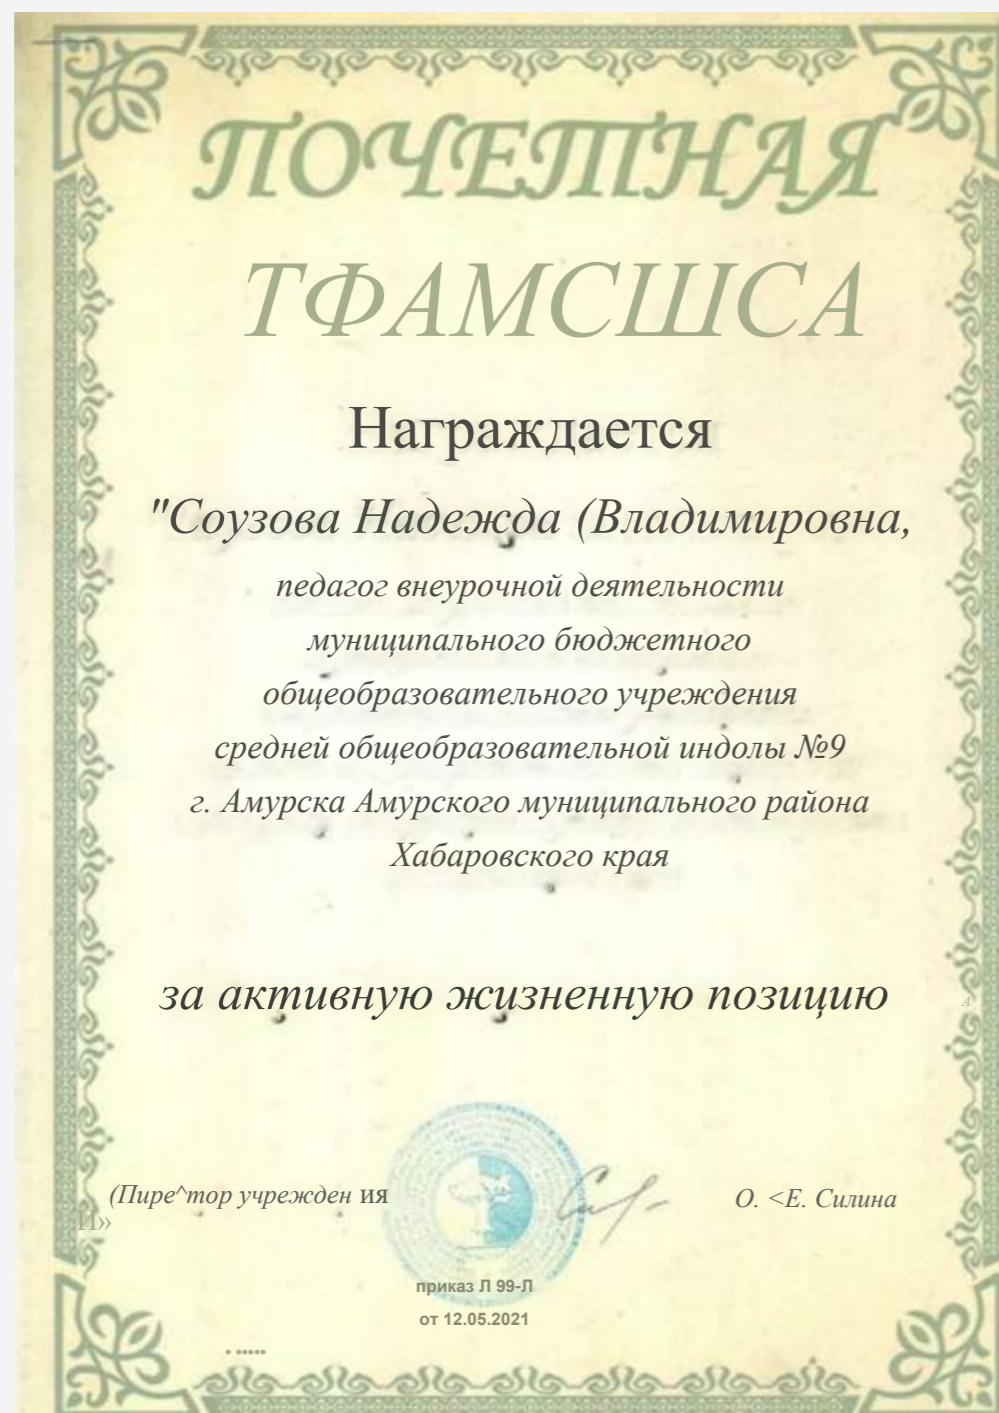 ПОЧЕТНАЯ
ТФАМСШСА
Награждается
"Соузова Надежда (Владимировна,
педагог внеурочной деятельности
муниципального бюджетного
общеобразовательного учреждения
средней общеобразовательной индолы №9
г. Амурска Амурского муниципального района
Хабаровского края
за активную жизненную позицию
А
(Пире^тор учрежден ия
О. <Е. Силина
И»
приказ Л 99-Л
от 12.05.2021